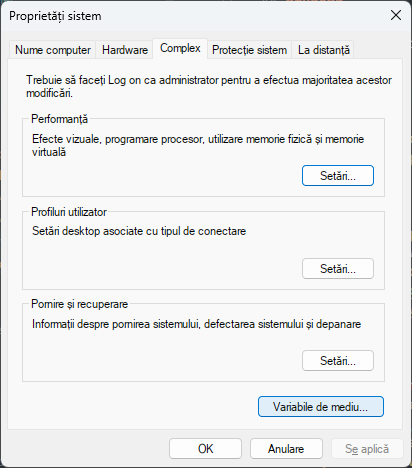 Proprietăți sistem
Nume computer
Hardware
Complex
Protecție sistem
La distanță
Trebuie să faceți Log on ca administrator pentru a efectua majoritatea acestor
modificări.
Performanță
Efecte vizuale, programare procesor, utilizare memorie fizică și memorie
virtuală
Setări...
Profiluri utilizator
Setări desktop asociate cu tipul de conectare
Setări...
Pornire și recuperare
Informații despre pornirea sistemului, defectarea sistemului și depanare
Setări...
Variabile de mediu...
OK
Anulare
Se aplică